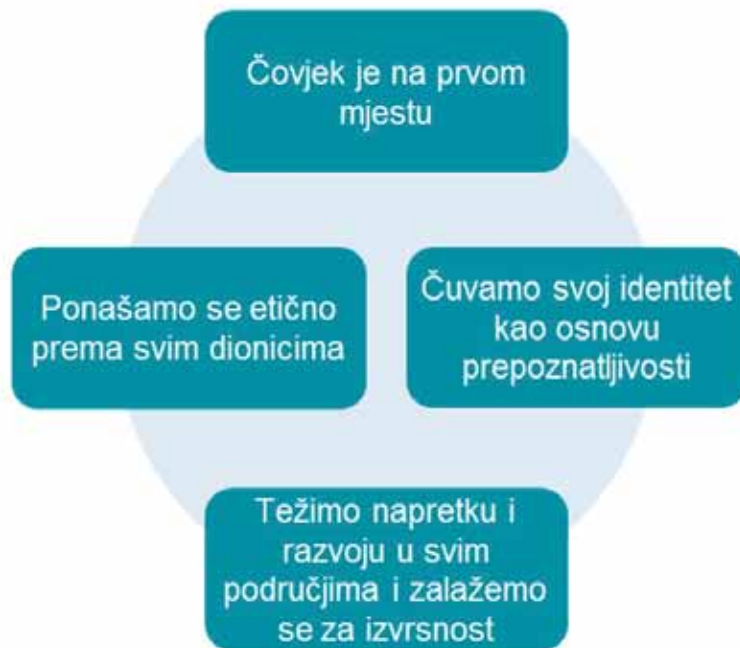 Čovjek je na prvom
mjestu
Ponašamo se etično
prema svim dionicima
Čuvamo svoj identitet
kao osnovu
prepoznatljivosti
Težimo napretku i
razvoju u svim
područjima i zalažemo
se za izvrsnost